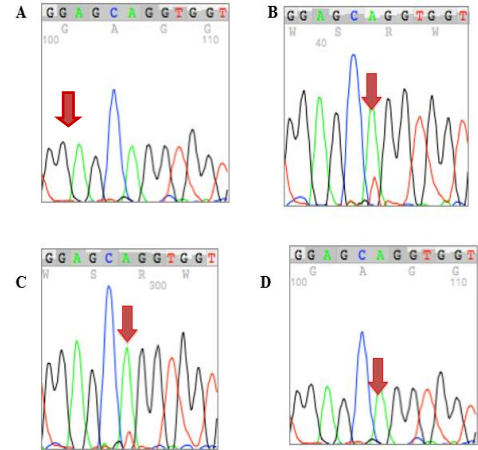 A
GGAGCAGGTGGT
G A G G
100 110
B
GGAGCAGGTGGT
W S R W
40
C
GGAGCAGGTGGT
W S R W
300
D
GGAGCAGGTGGT
G A G G
100 110